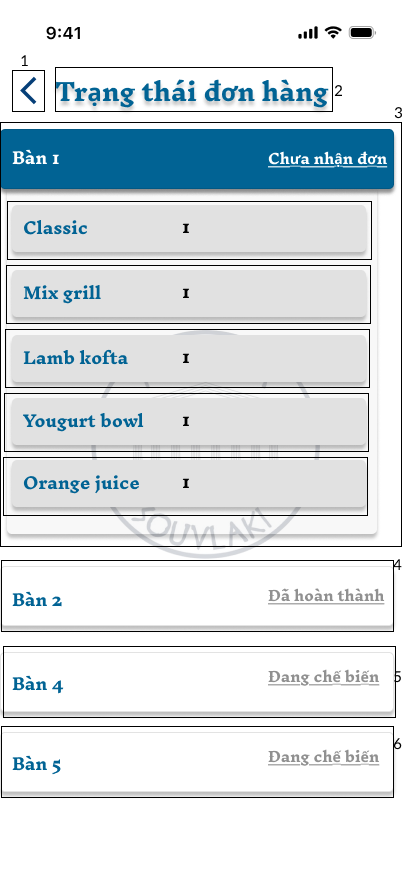 9:41
1
Trạng thái đơn hàng 2
3
Bàn 1 Chưa nhận đơn
Classic 1
Mix grill 1
Lamb kofta 1
Yougurt bowl 1
Orange juice 1
SOUVLAKI
4
Bàn 2 Đã hoàn thành
Bàn 4 Dang chế biến 5
6
Bàn 5 Dang chế biến